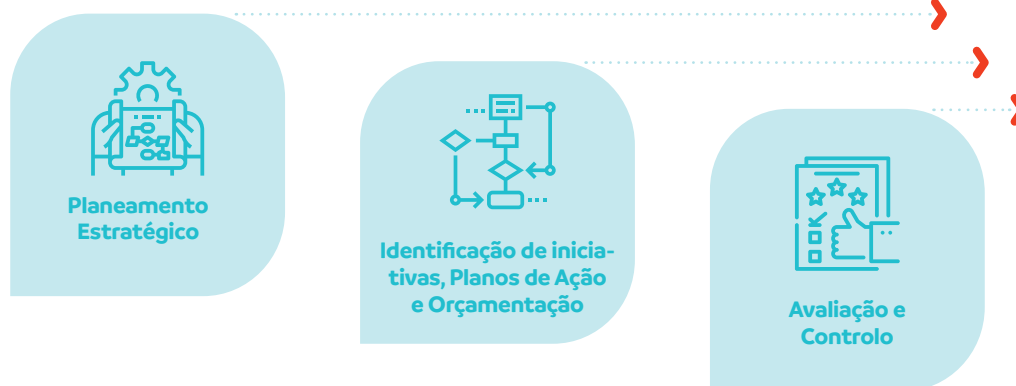 Planeamento
Estratégico
Identificação de inicia-
tivas, Planos de Ação
e Orçamentação
Avaliação e
Controlo